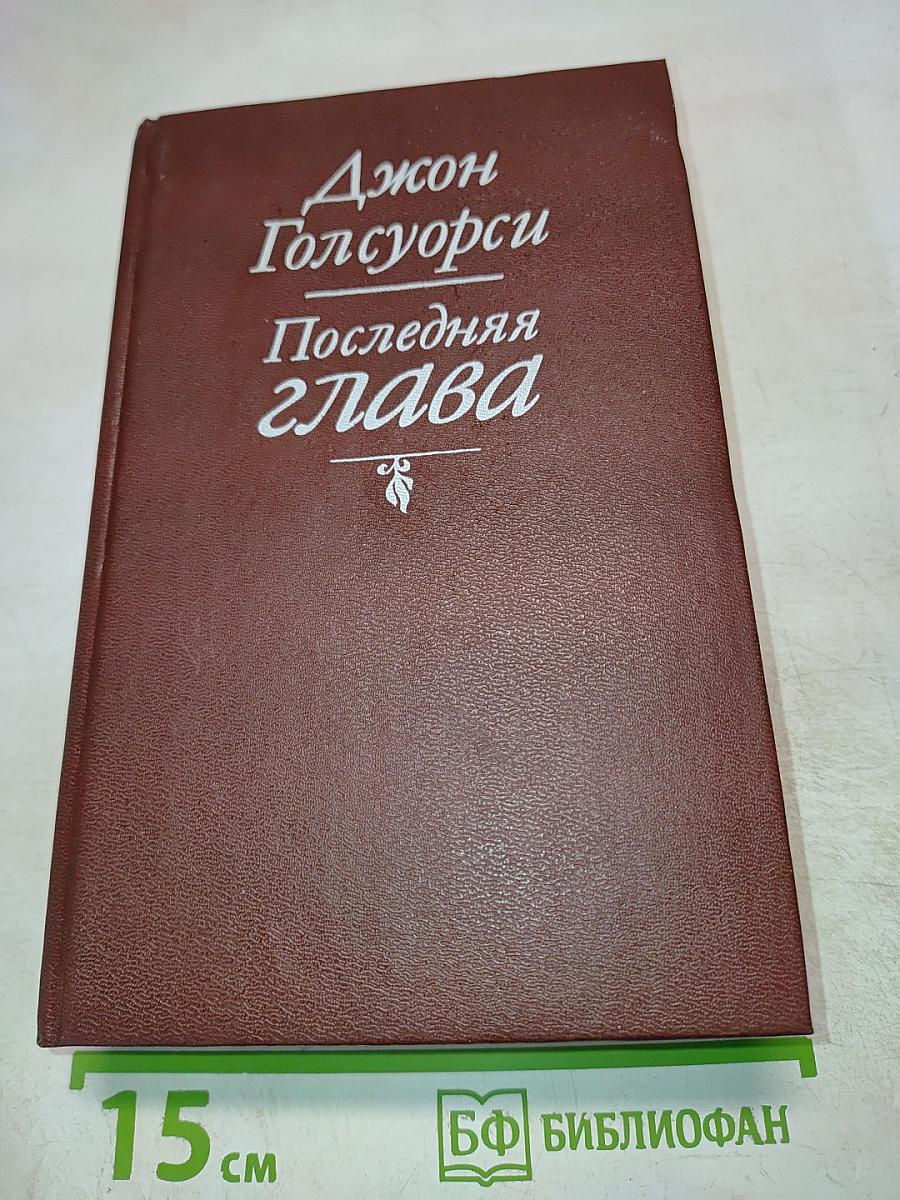 Джон
Голсуорси
Последняя
глава
15 см
БФ БИБЛИОФАН